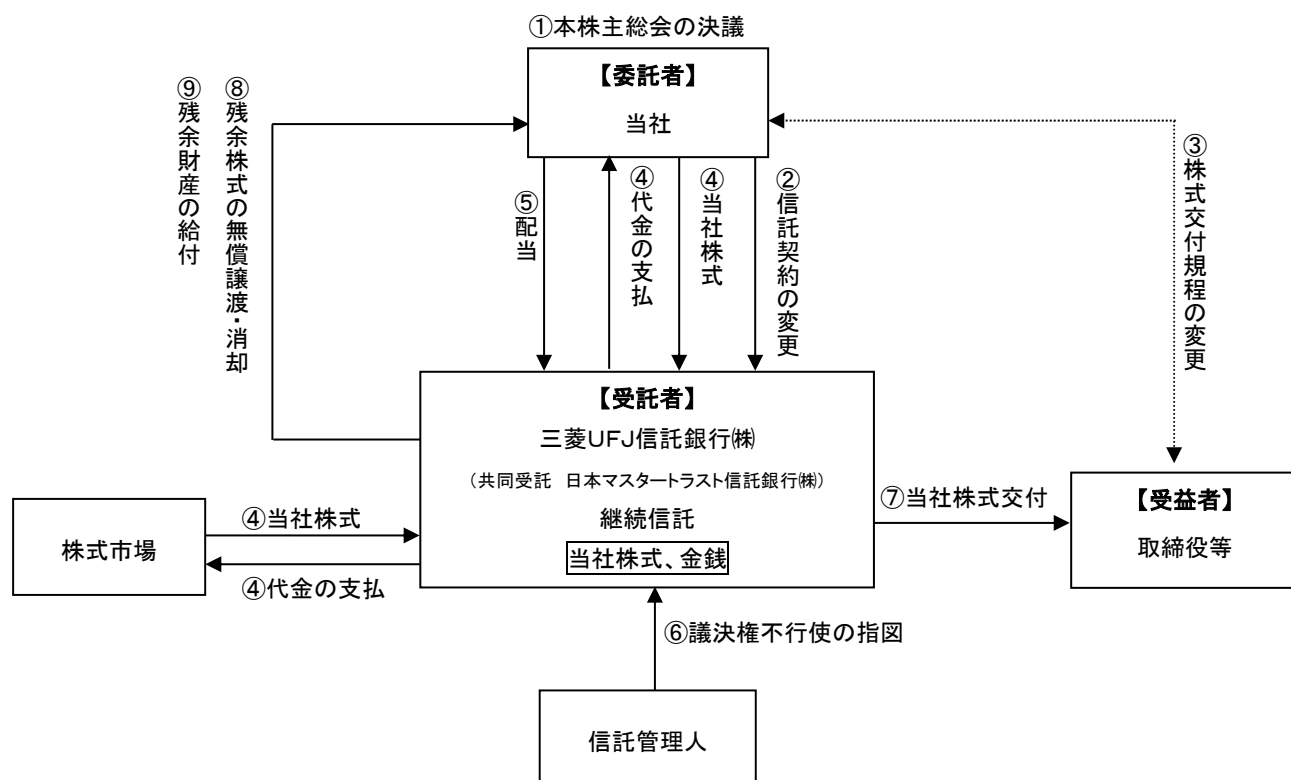 ①本株主総会の決議
【委託者】
当社
⑨残余財産の給付
⑧残余株式の無償譲渡・消却
⑤配当
④代金の支払
④当社株式
②信託契約の変更
③株式交付規程の変更
【受託者】
三菱UFJ信託銀行㈱
（共同受託　日本マスタートラスト信託銀行㈱）
継続信託
当社株式、金銭
④当社株式
株式市場
④代金の支払
⑦当社株式交付
【受益者】
取締役等
⑥議決権不行使の指図
信託管理人